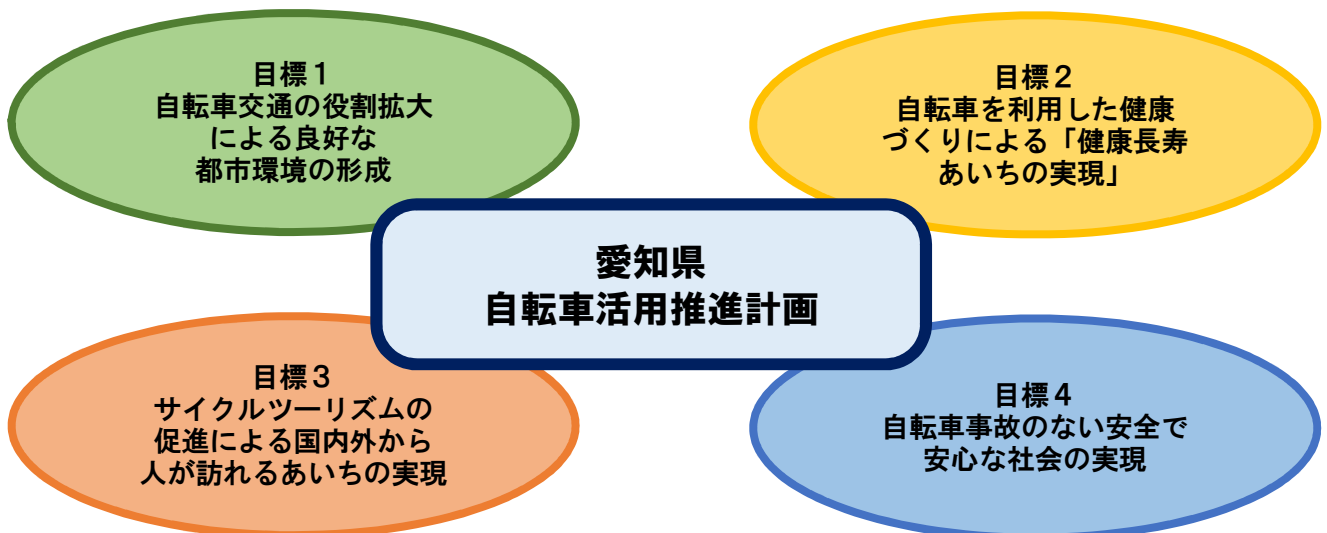 目標１
自転車交通の役割拡大
による良好な
都市環境の形成
目標２
自転車を利用した健康
づくりによる「健康長寿
あいちの実現」
愛知県
自転車活用推進計画
目標３
サイクルツーリズムの
促進による国内外から
人が訪れるあいちの実現
目標４
自転車事故のない安全で
安心な社会の実現